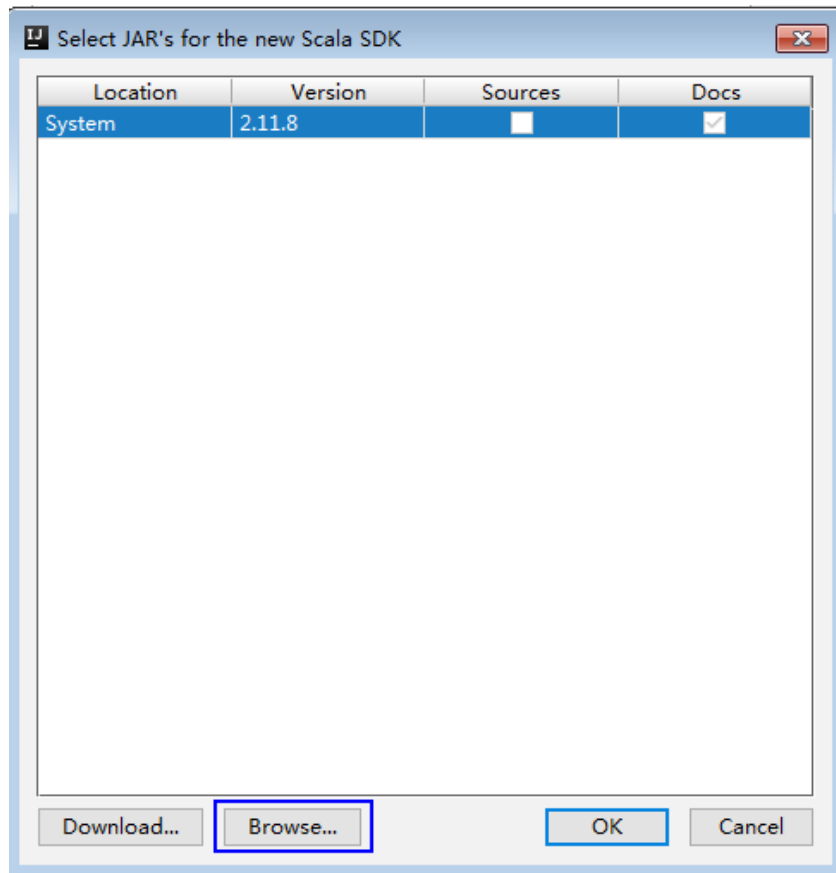 Select JAR's for the new Scala SDK
Location Version Sources Docs
System 2.11.8
Download... Browse... OK Cancel